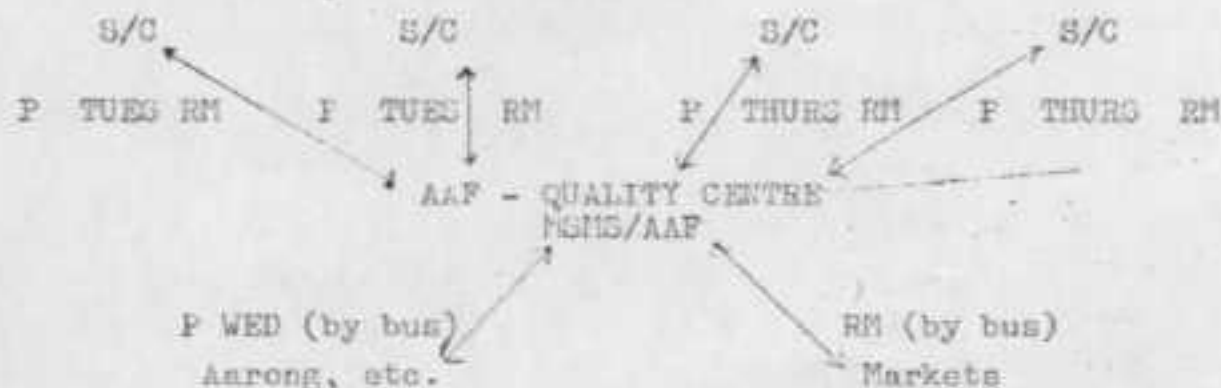 S/C S/C S/C S/C
P TUES RM P TUES RM P THURS RM P THURS RM
AAF - QUALITY CENTRE
MSMS/AAF
P WED (by bus) RM (by bus)
Aarong, etc. Markets